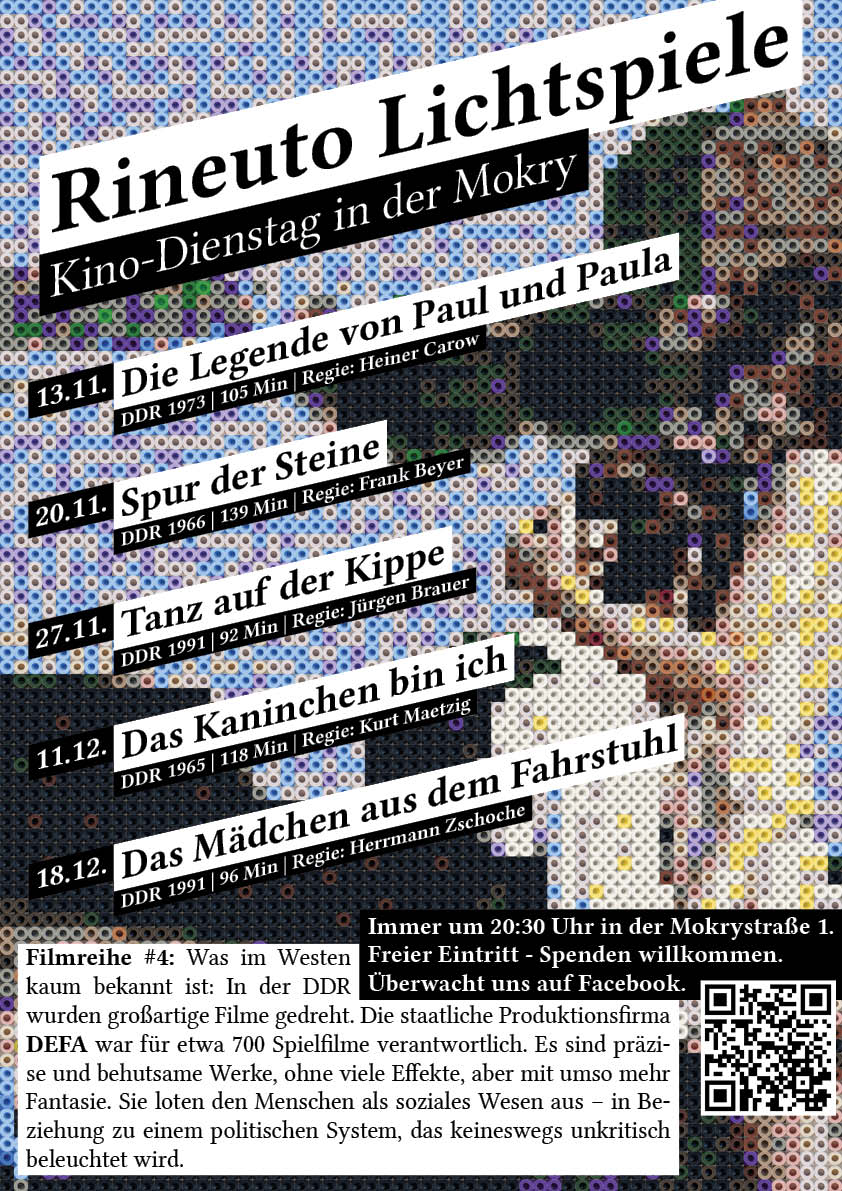 Rineuto Lichtspiele
Kino-Dienstag in der Mokry
13.11. Die Legende von Paul und Paula
DDR 1973 | 105 Min | Regie: Heiner Carow
20.11. Spur der Steine
DDR 1966 | 139 Min | Regie: Frank Beyer
27.11. Tanz auf der Kippe
DDR 1991 | 92 Min | Regie: Jürgen Brauer
11.12. Das Kaninchen bin ich
DDR 1965 | 118 Min | Regie: Kurt Maetzig
18.12. Das Mädchen aus dem Fahrstuhl
DDR 1991 | 96 Min | Regie: Herrmann Zschoche
Immer um 20:30 Uhr in der Mokrystraße 1.
Freier Eintritt - Spenden willkommen.
Überwacht uns auf Facebook.
Filmreihe #4: Was im Westen
kaum bekannt ist: In der DDR
wurden großartige Filme gedreht. Die staatliche Produktionsfirma
DEFA war für etwa 700 Spielfilme verantwortlich. Es sind präzi-
se und behutsame Werke, ohne viele Effekte, aber mit umso mehr
Fantasie. Sie loten den Menschen als soziales Wesen aus – in Be-
ziehung zu einem politischen System, das keineswegs unkritisch
beleuchtet wird.